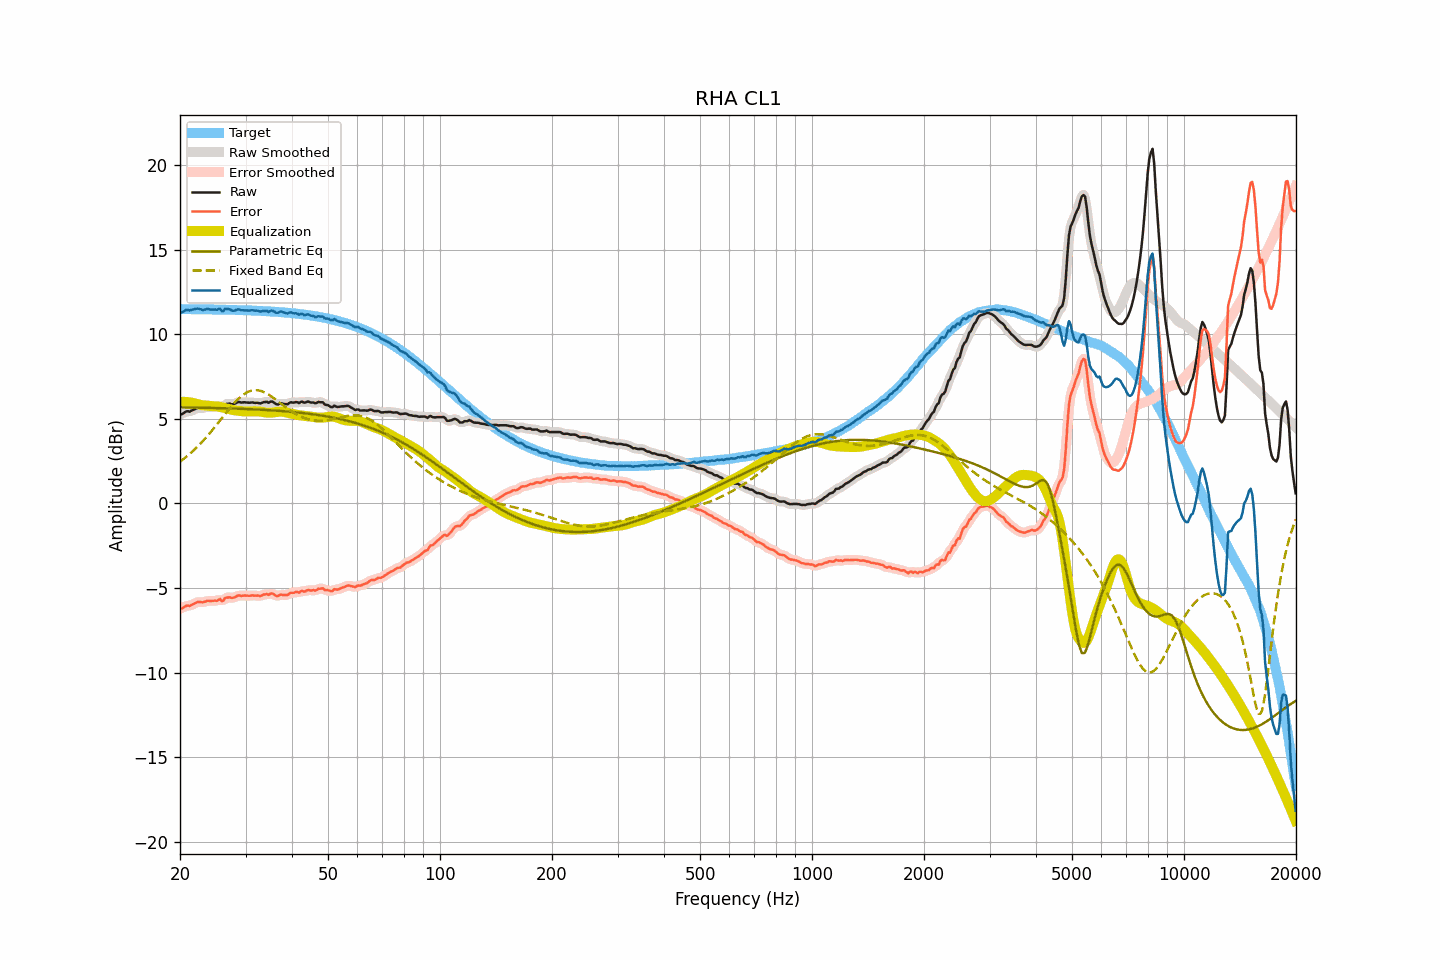 RHA CL1
Target
Raw Smoothed
Error Smoothed
Raw
Error
Equalization
Parametric Eq
Fixed Band Eq
Equalized
20
15
10
5
0
−5
−10
−15
−20
Amplitude (dBr)
20 50 100 200 500 1000 2000 5000 10000 20000
Frequency (Hz)